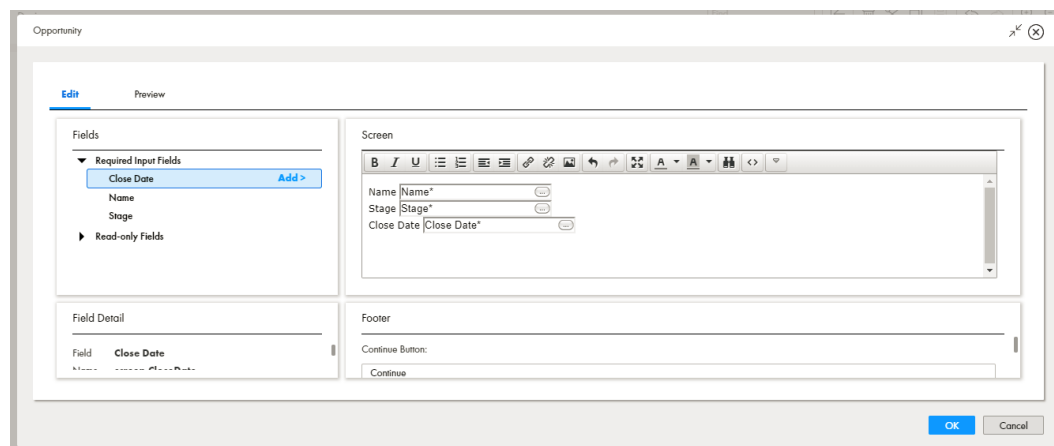 Opportunity
Edit Preview
Fields
Required Input Fields
Close Date Add >
Name
Stage
Read-only Fields
Screen
B I U A A
Name Name*
Stage Stage*
Close Date Close Date*
Field Detail
Field Close Date
Footer
Continue Button:
Continue
OK Cancel